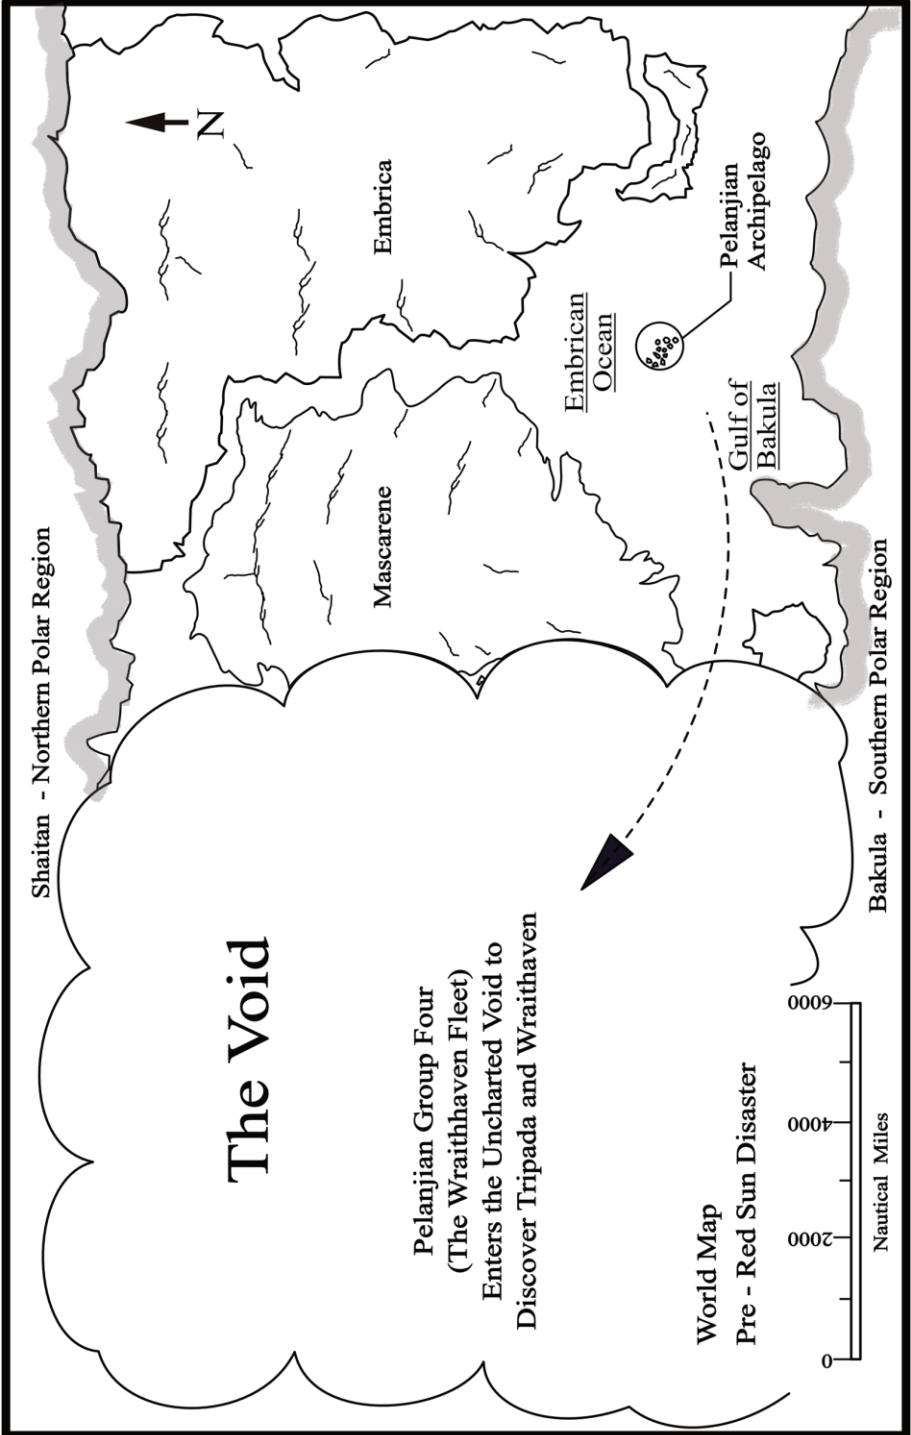 Shaitan - Northern Polar Region
N
The Void
Embrica
Mascarene
Pelanjian Group Four
(The Wraithhaven Fleet)
Enters the Uncharted Void to
Discover Tripada and Wraithaven
Embrican
Ocean
Pelanjian
Archipelago
Gulf of
Bakula
World Map
Pre - Red Sun Disaster
0 2000 4000 6000
Nautical Miles
Bakula - Southern Polar Region